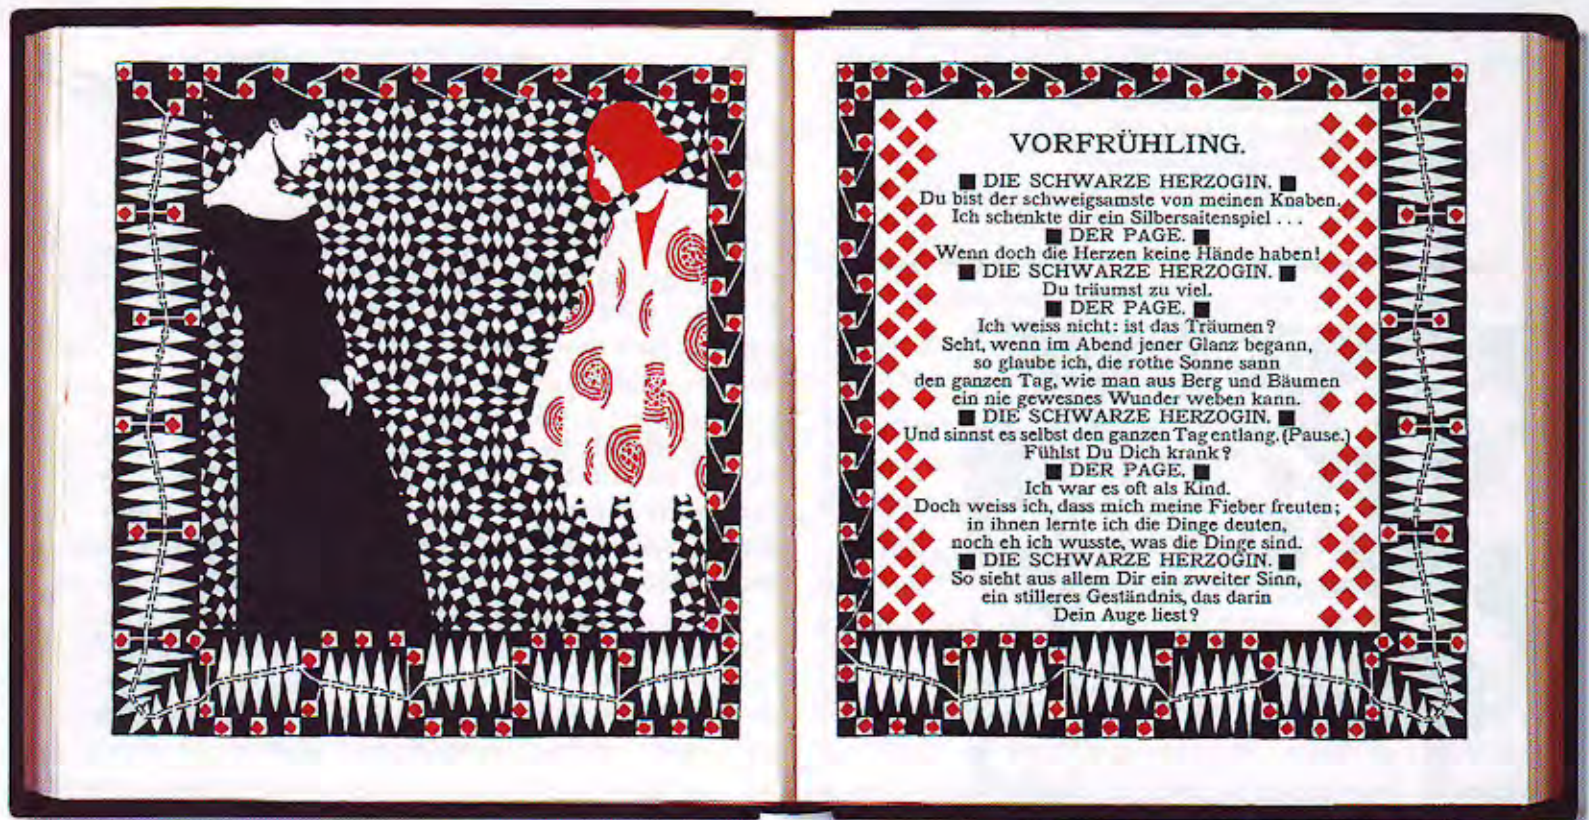 VORFRÜHLING.
DIE SCHWARZE HERZOGIN.
Du bist der schweigsamste von meinen Knaben.
Ich schenkte dir ein Silbersaitenspiel . . .
DER PAGE.
Wenn doch die Herzen keine Hände haben!
DIE SCHWARZE HERZOGIN.
Du träumst zu viel.
DER PAGE.
Ich weiss nicht: ist das Träumen?
Seht, wenn im Abend jener Glanz begann,
so glaube ich, die rothe Sonne sann
den ganzen Tag, wie man aus Berg und Bäumen
ein nie gewesnes Wunder weben kann.
DIE SCHWARZE HERZOGIN.
Und sinnst es selbst den ganzen Tag entlang. (Pause.)
Fühlst Du Dich krank?
DER PAGE.
Ich war es oft als Kind.
Doch weiss ich, dass mich meine Fieber freuten;
in ihnen lernte ich die Dinge deuten,
noch eh ich wusste, was die Dinge sind.
DIE SCHWARZE HERZOGIN.
So sieht aus allem Dir ein zweiter Sinn,
ein stilleres Geständnis, das darin
Dein Auge liest?